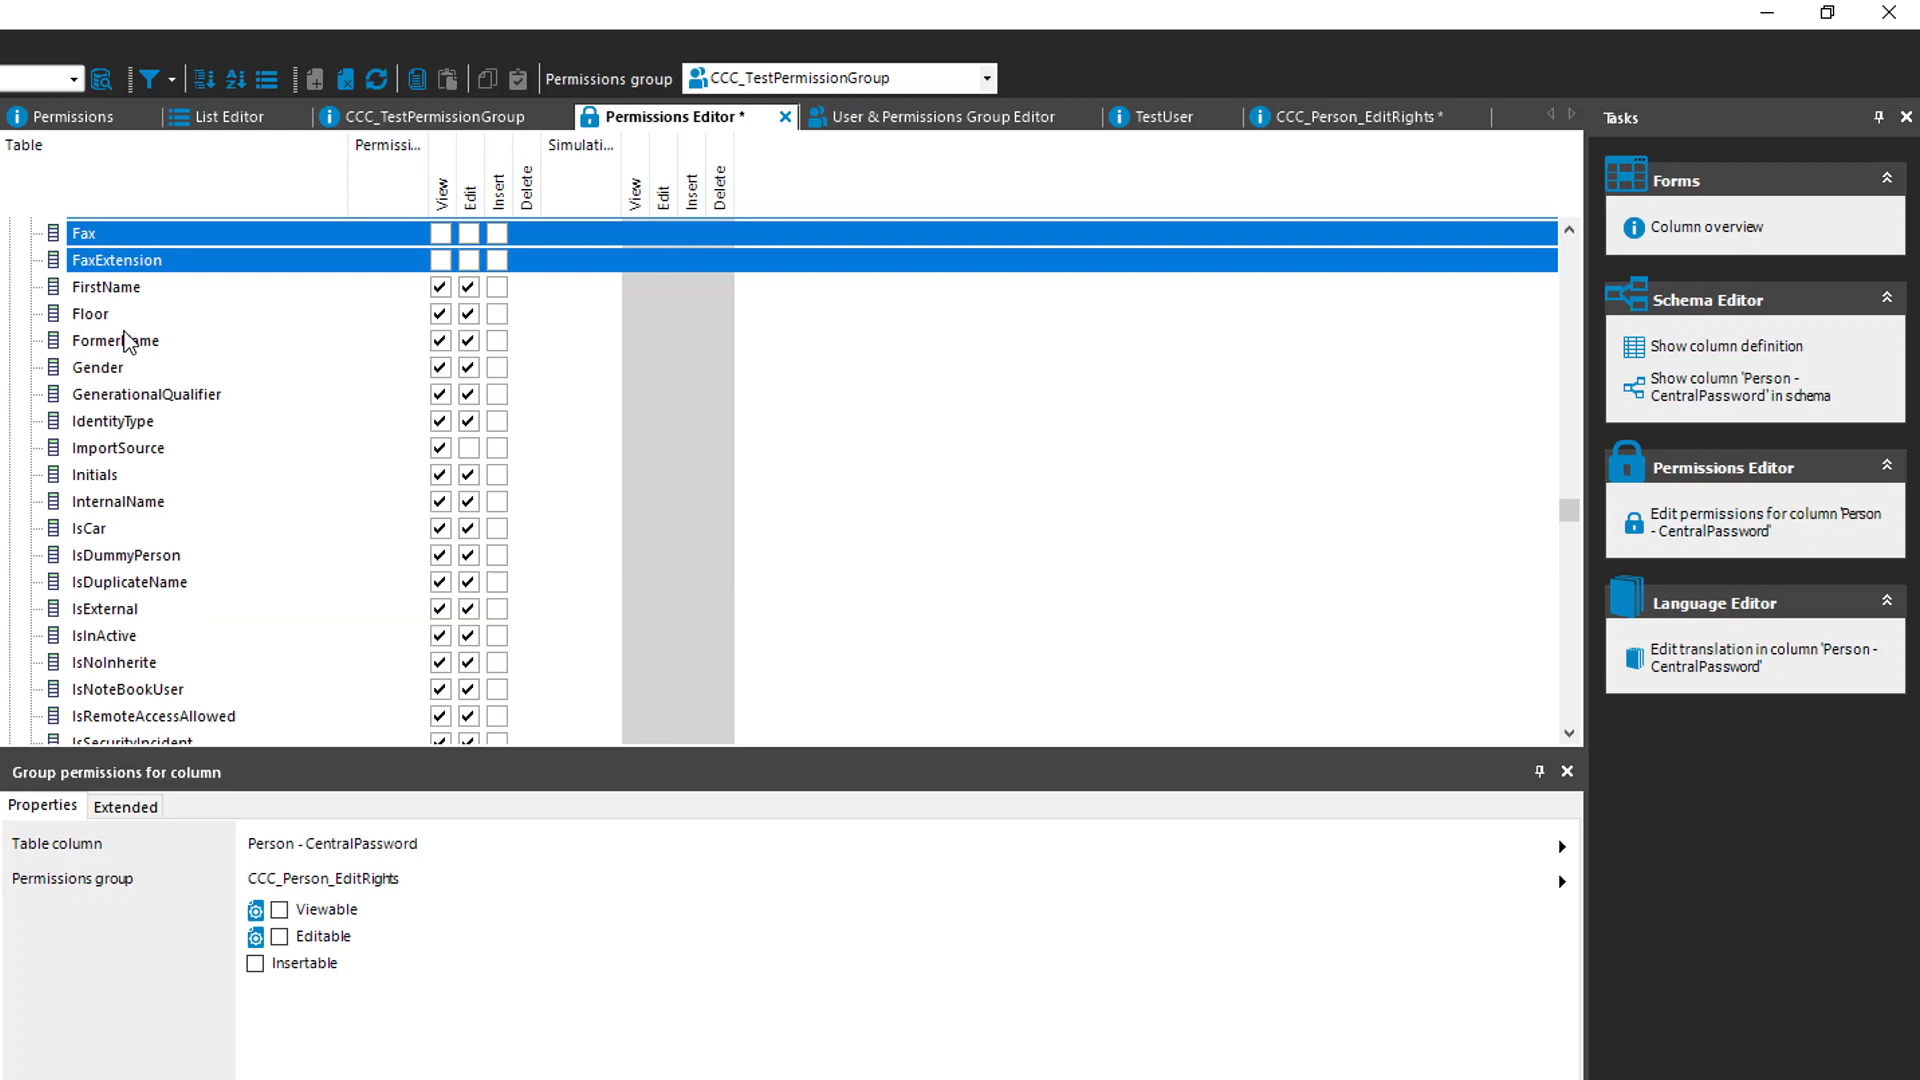 Permissions group
CCC_TestPermissionGroup
Permissions
List Editor
CCC_TestPermissionGroup
Permissions Editor *
User & Permissions Group Editor
TestUser
CCC_Person_EditRights *
Tasks
Table
Permissi...
View
Edit
Insert
Delete
Simulati...
View
Edit
Insert
Delete
Fax
FaxExtension
FirstName
Floor
FormerName
Gender
GenerationalQualifier
IdentityType
ImportSource
Initials
InternalName
IsCar
IsDummyPerson
IsDuplicateName
IsExternal
IsInActive
IsNoInherite
IsNoteBookUser
IsRemoteAccessAllowed
IsSecurityIncident
Forms
Column overview
Schema Editor
Show column definition
Show column 'Person -
CentralPassword' in schema
Permissions Editor
Edit permissions for column 'Person
- CentralPassword'
Language Editor
Edit translation in column 'Person -
CentralPassword'
Group permissions for column
Properties
Extended
Table column
Person - CentralPassword
Permissions group
CCC_Person_EditRights
Viewable
Editable
Insertable